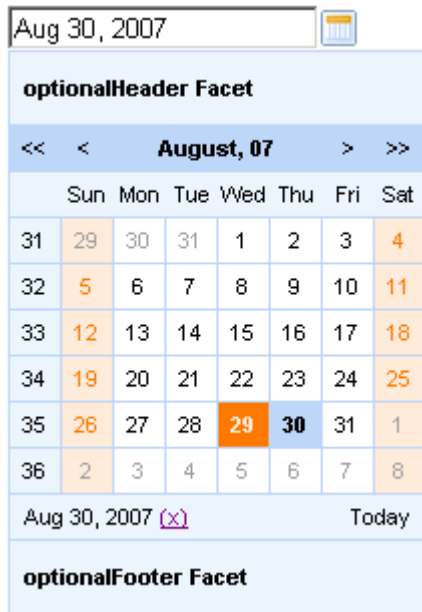 Aug 30, 2007
optionalHeader Facet
<< < August, 07 > >>
Sun Mon Tue Wed Thu Fri Sat
31 29 30 31 1 2 3 4
32 5 6 7 8 9 10 11
33 12 13 14 15 16 17 18
34 19 20 21 22 23 24 25
35 26 27 28 29 30 31 1
36 2 3 4 5 6 7 8
Aug 30, 2007 (x) Today
optionalFooter Facet